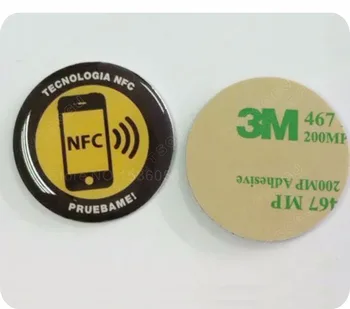 TECNOLOGIA NFC
NFC
PRUEBAME!
3M 467
200MP
200MP Adhesive
467 MP